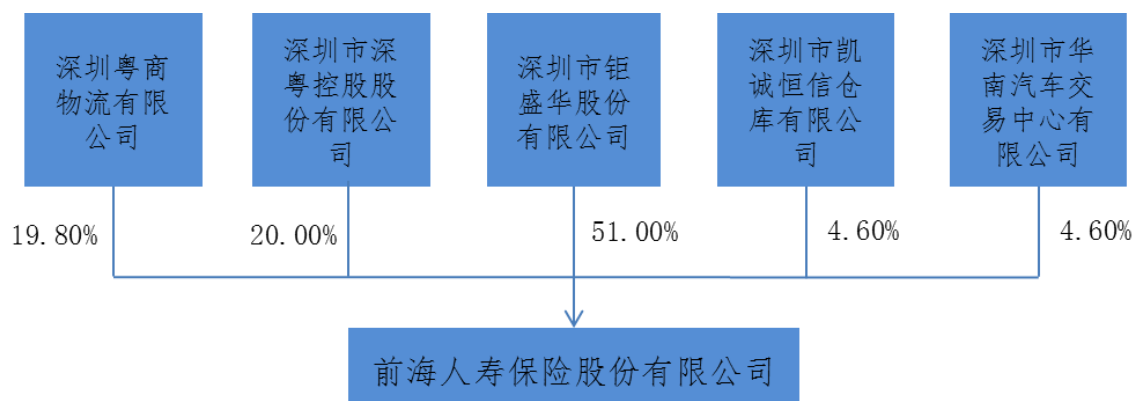 深圳粤商
物流有限
公司
深圳市深
粤控股股
份有限公
司
深圳市钜
盛华股份
有限公司
深圳市凯
诚恒信仓
库有限公
司
深圳市华
南汽车交
易中心有
限公司
19.80%
20.00%
51.00%
4.60%
4.60%
前海人寿保险股份有限公司